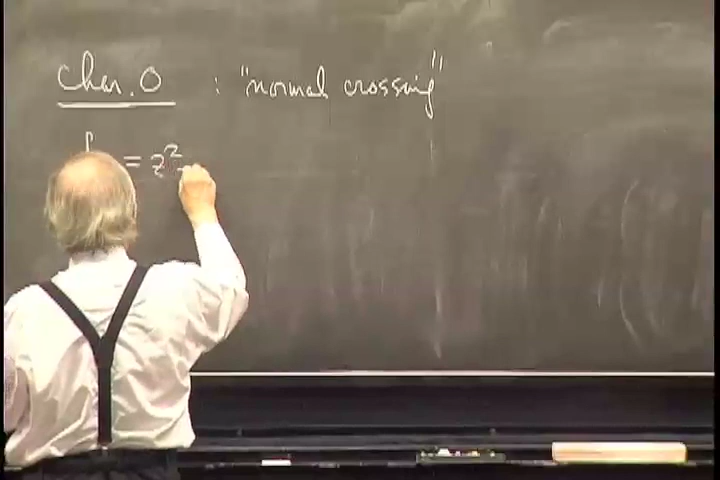 Char. 0 : "normal crossing"
f = z² -